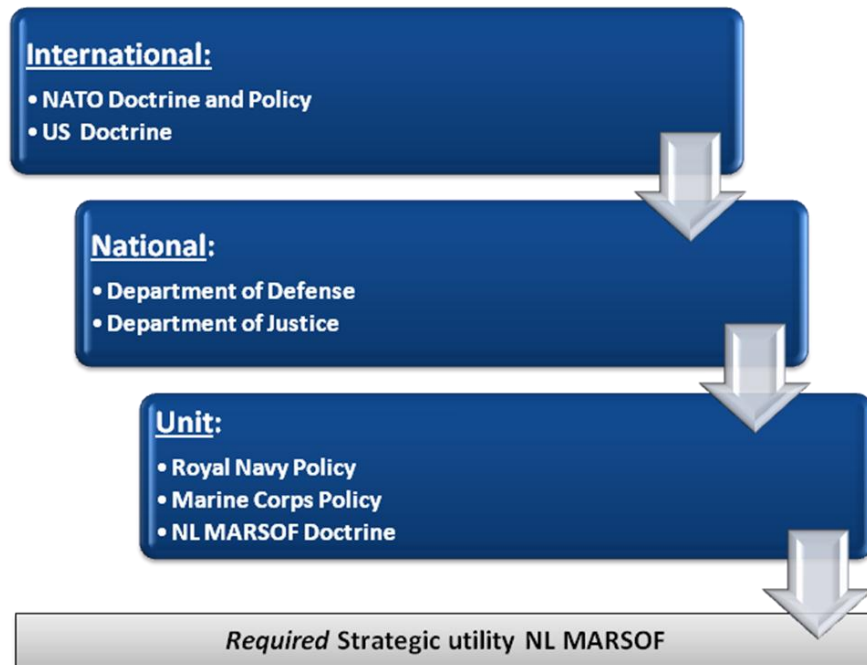 International:
• NATO Doctrine and Policy
• US Doctrine
National:
• Department of Defense
• Department of Justice
Unit:
• Royal Navy Policy
• Marine Corps Policy
• NL MARSOF Doctrine
Required Strategic utility NL MARSOF